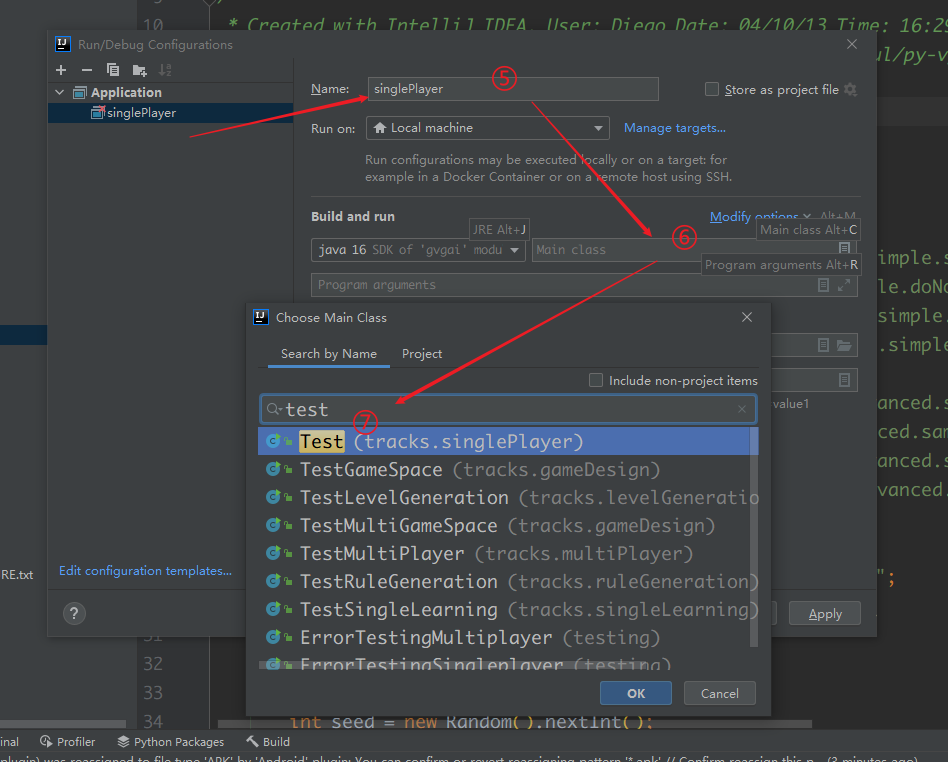 10
* Created with IntelliJ IDEA. User: Diego Date: 04/10/13 Time: 16:29
Run/Debug Configurations
ul/py-v
Application
singlePlayer
Name:
singlePlayer
⑤
Store as project file
Run on:
Local machine
Manage targets...
Run configurations may be executed locally or on a target: for
example in a Docker Container or on a remote host using SSH.
Build and run
Modify options
Alt+M
JRE Alt+J
Main class Alt+C
java 16 SDK of 'gvgai' modu
Main class
⑥
Program arguments Alt+R
Program arguments
imple.s
le.doNo
simple.
.simple
value1
anced.s
ced.sam
anced.s
vanced.
";
Choose Main Class
Search by Name
Project
Include non-project items
test
⑦
Test (tracks.singlePlayer)
TestGameSpace (tracks.gameDesign)
TestLevelGeneration (tracks.levelGeneratio
TestMultiGameSpace (tracks.gameDesign)
TestMultiPlayer (tracks.multiPlayer)
TestRuleGeneration (tracks.ruleGeneration)
TestSingleLearning (tracks.singleLearning)
ErrorTestingMultiplayer (testing)
ErrorTestingSingleplayer (testing)
OK
Cancel
Edit configuration templates...
RE.txt
?
Apply
31
32
33
34
int seed = new Random().nextInt();
inal
Profiler
Python Packages
Build
plugin) was reassigned to file type 'APK' by 'Android' plugin: You can confirm or revert reassigning pattern '*.apk' // Confirm reassign this p... (3 minutes ago)